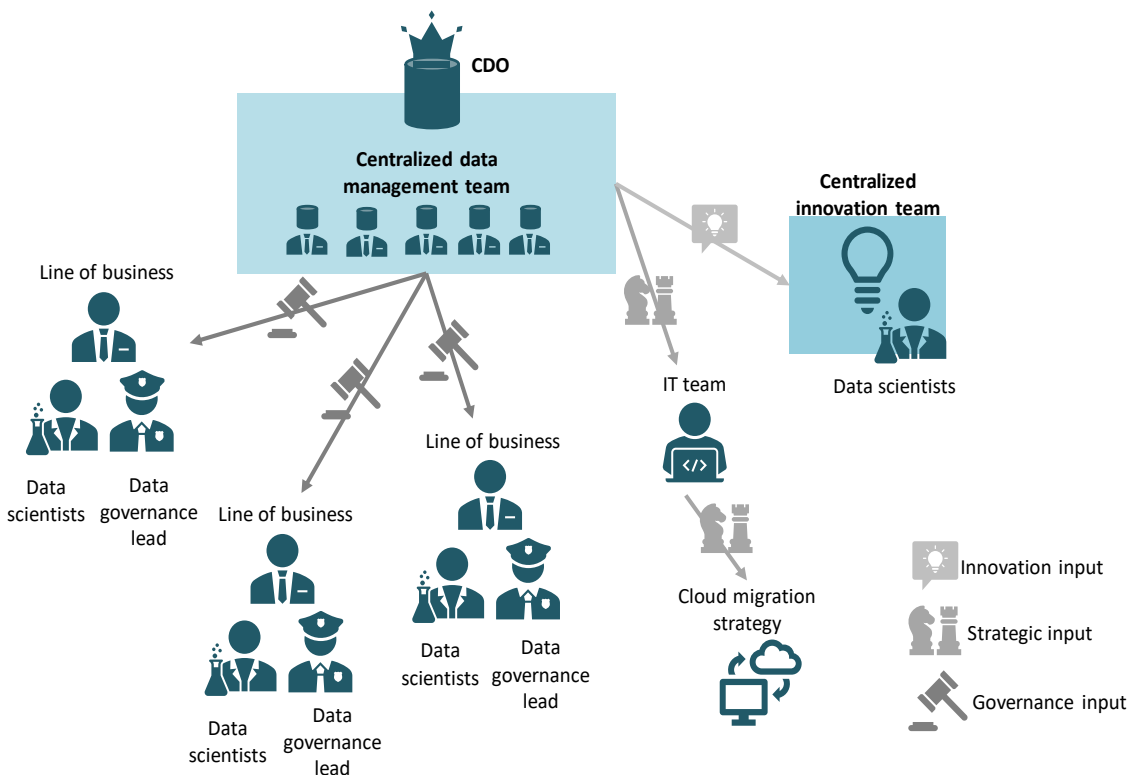 CDO
Centralized data
management team
Centralized
innovation team
Data scientists
Line of business
Data
scientists
Data
governance
lead
Line of business
Data
scientists
Data
governance
lead
Line of business
Data
scientists
Data
governance
lead
IT team
</>
Cloud migration
strategy
Innovation input
Strategic input
Governance input